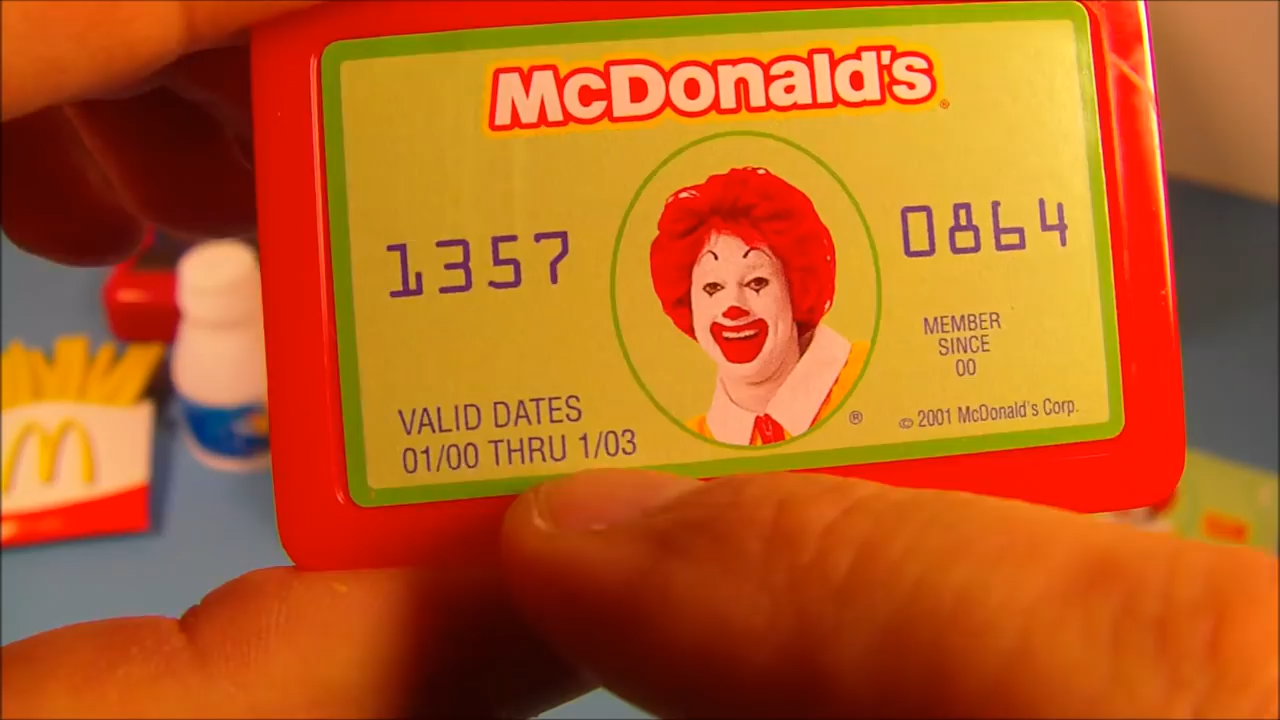 McDonald's®
1357
0864
MEMBER
SINCE
00
VALID DATES
01/00 THRU 1/03
®
© 2001 McDonald's Corp.